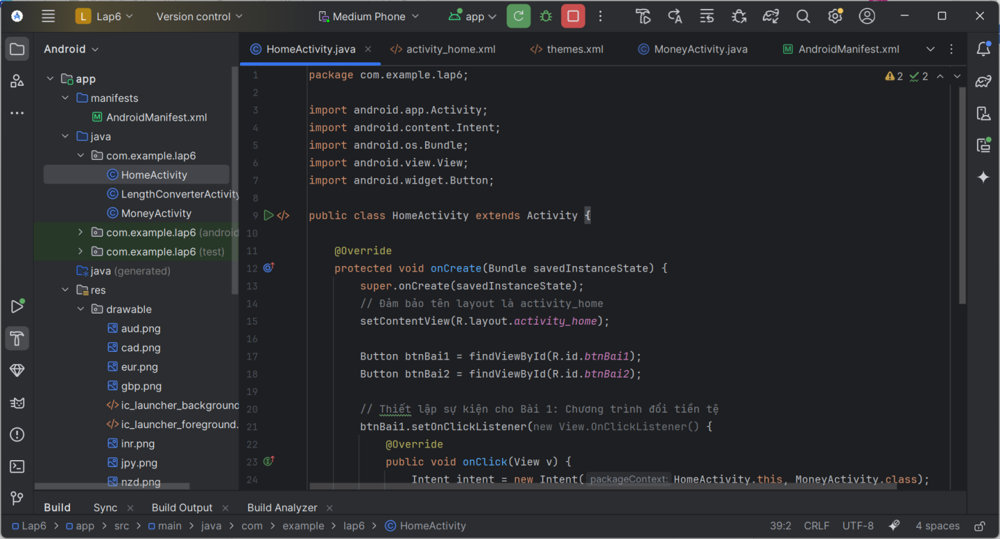 L Lap6 Version control Medium Phone app
Android
HomeActivity.java activity_home.xml themes.xml MoneyActivity.java AndroidManifest.xml
app
manifests
AndroidManifest.xml
java
com.example.lap6
HomeActivity
LengthConverterActivity
MoneyActivity
com.example.lap6 (android
com.example.lap6 (test)
java (generated)
res
drawable
aud.png
cad.png
eur.png
gbp.png
ic_launcher_background
ic_launcher_foreground.
inr.png
jpy.png
nzd.png
2 2
1 package com.example.lap6;
2
3 import android.app.Activity;
4 import android.content.Intent;
5 import android.os.Bundle;
6 import android.view.View;
7 import android.widget.Button;
8
9 public class HomeActivity extends Activity {
10
11 @Override
12 protected void onCreate(Bundle savedInstanceState) {
13 super.onCreate(savedInstanceState);
14 // Đảm bảo tên layout là activity_home
15 setContentView(R.layout.activity_home);
16
17 Button btnBai1 = findViewById(R.id.btnBai1);
18 Button btnBai2 = findViewById(R.id.btnBai2);
19
20 // Thiết lập sự kiện cho Bài 1: Chương trình đổi tiền tệ
21 btnBai1.setOnClickListener(new View.OnClickListener() {
22 @Override
23 public void onClick(View v) {
24 Intent intent = new Intent( packageContext: HomeActivity.this, MoneyActivity.class);
Build Sync Build Output Build Analyzer
Lap6 > app > src > main > java > com > example > lap6 > HomeActivity 39:2 CRLF UTF-8 4 spaces